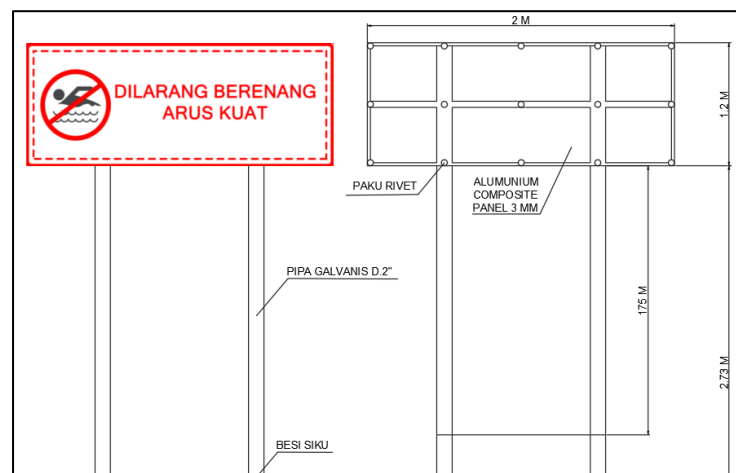 2 M
DILARANG BERENANG
ARUS KUAT
1.2 M
PAKU RIVET
ALUMUNIUM
COMPOSITE
PANEL 3 MM
PIPA GALVANIS D.2"
175 M
2.73 M
BESI SIKU